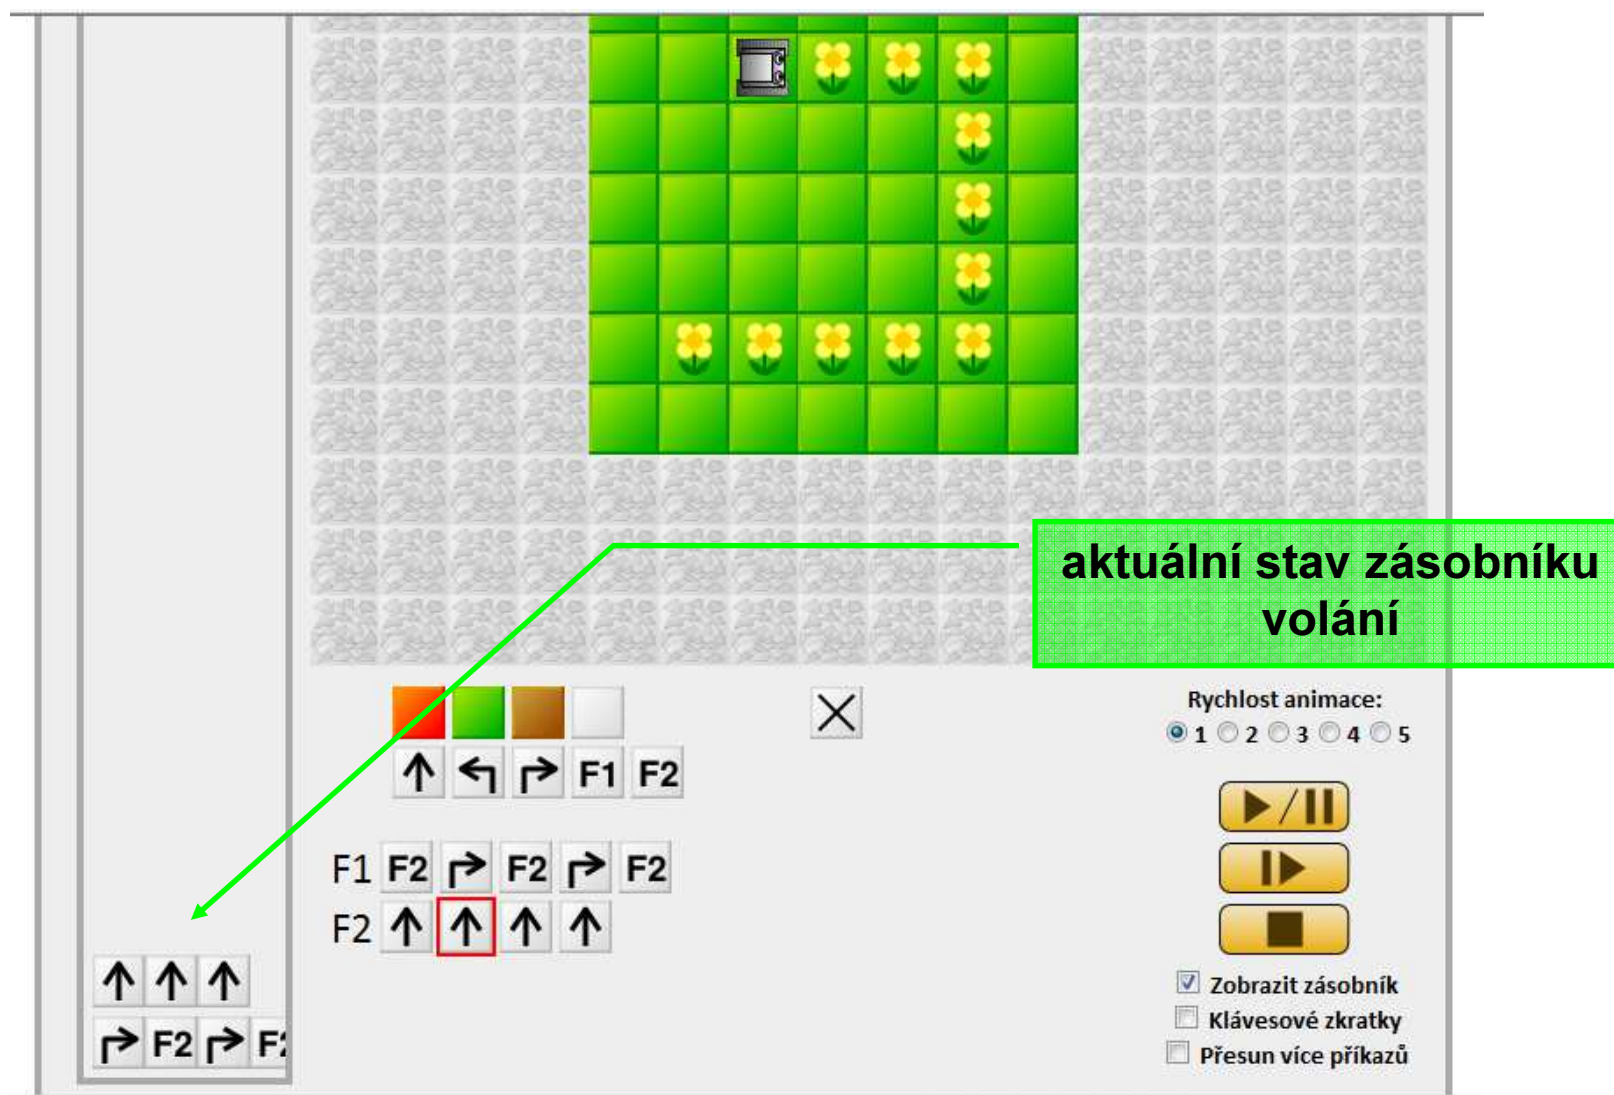 aktuální stav zásobníku
volání
Rychlost animace:
1 2 3 4 5
F1 F2
F1 F2 F2 F2
F2
Zobrazit zásobník
Klávesové zkratky
Přesun více příkazů
F2 F2